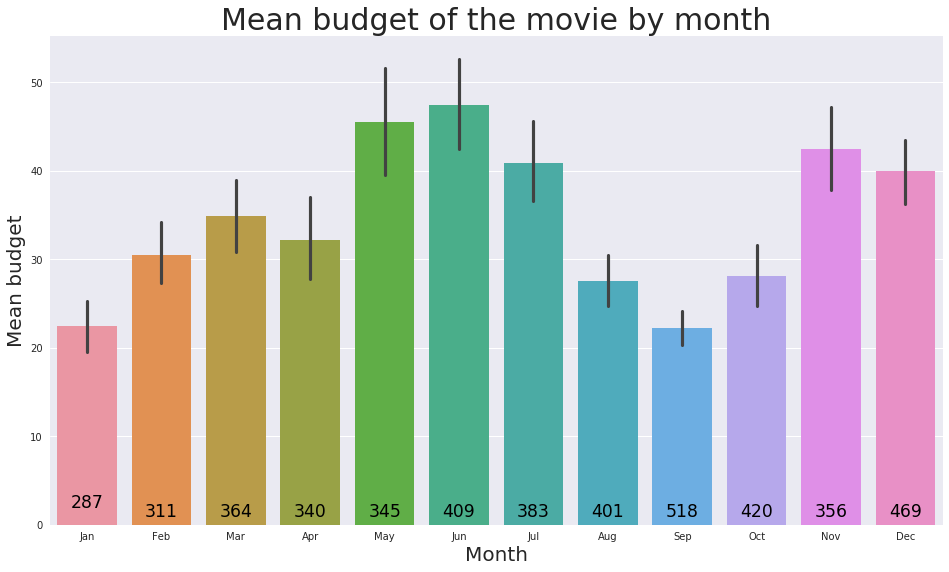 Mean budget of the movie by month
Mean budget
50
40
30
20
10
0
287 311 364 340 345 409 383 401 518 420 356 469
Jan Feb Mar Apr May Jun Jul Aug Sep Oct Nov Dec
Month